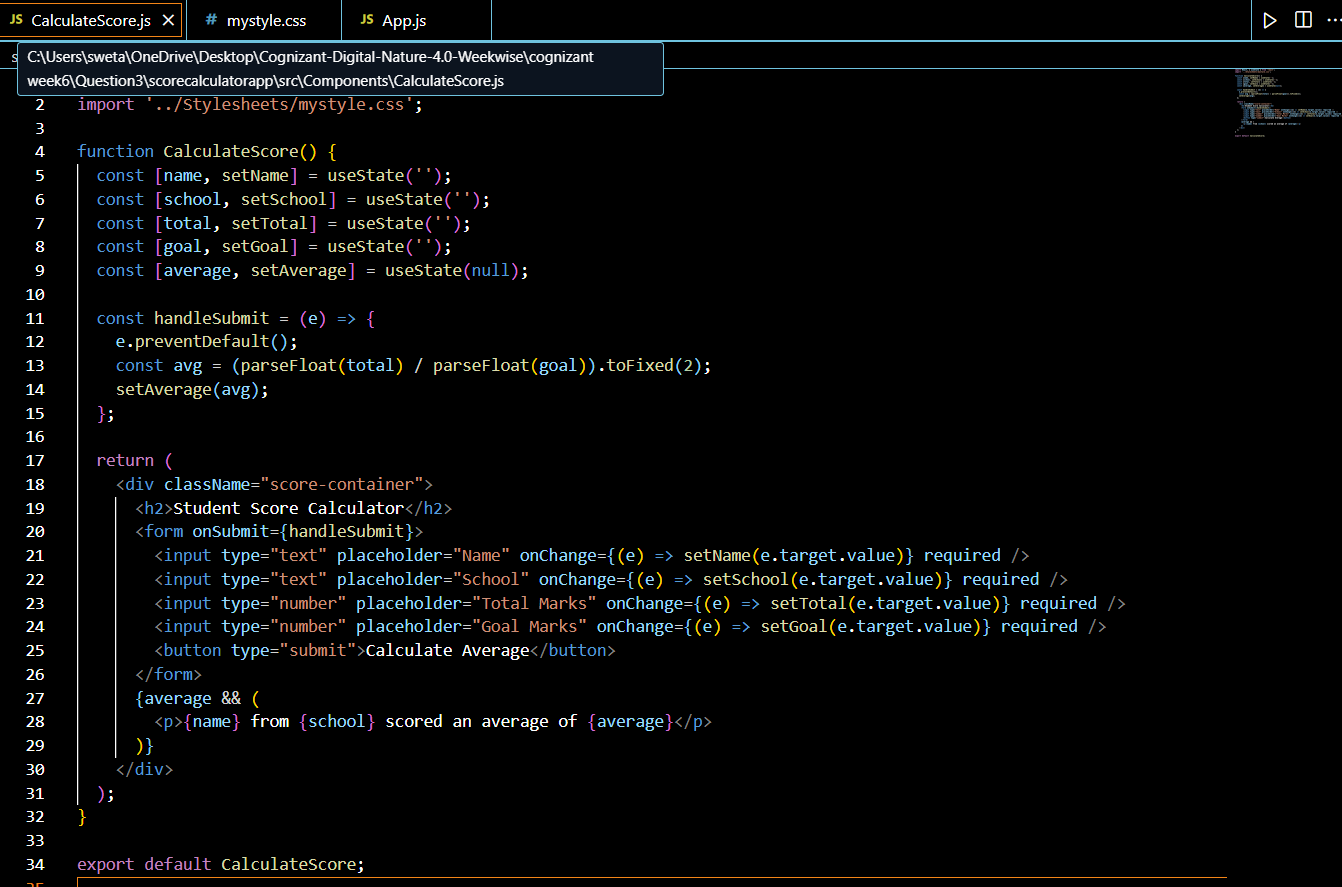 JS CalculateScore.js ×
# mystyle.css
JS App.js
s
C:\Users\sweta\OneDrive\Desktop\Cognizant-Digital-Nature-4.0-Weekwise\cognizant
week6\Question3\scorecalculatorapp\src\Components\CalculateScore.js
2 import '../Stylesheets/mystyle.css';
3
4 function CalculateScore() {
5   const [name, setName] = useState('');
6   const [school, setSchool] = useState('');
7   const [total, setTotal] = useState('');
8   const [goal, setGoal] = useState('');
9   const [average, setAverage] = useState(null);
10
11   const handleSubmit = (e) => {
12     e.preventDefault();
13     const avg = (parseFloat(total) / parseFloat(goal)).toFixed(2);
14     setAverage(avg);
15   };
16
17   return (
18     <div className="score-container">
19       <h2>Student Score Calculator</h2>
20       <form onSubmit={handleSubmit}>
21         <input type="text" placeholder="Name" onChange={(e) => setName(e.target.value)} required />
22         <input type="text" placeholder="School" onChange={(e) => setSchool(e.target.value)} required />
23         <input type="number" placeholder="Total Marks" onChange={(e) => setTotal(e.target.value)} required />
24         <input type="number" placeholder="Goal Marks" onChange={(e) => setGoal(e.target.value)} required />
25         <button type="submit">Calculate Average</button>
26       </form>
27       {average && (
28         <p>{name} from {school} scored an average of {average}</p>
29       )}
30     </div>
31   );
32 }
33
34 export default CalculateScore;
35